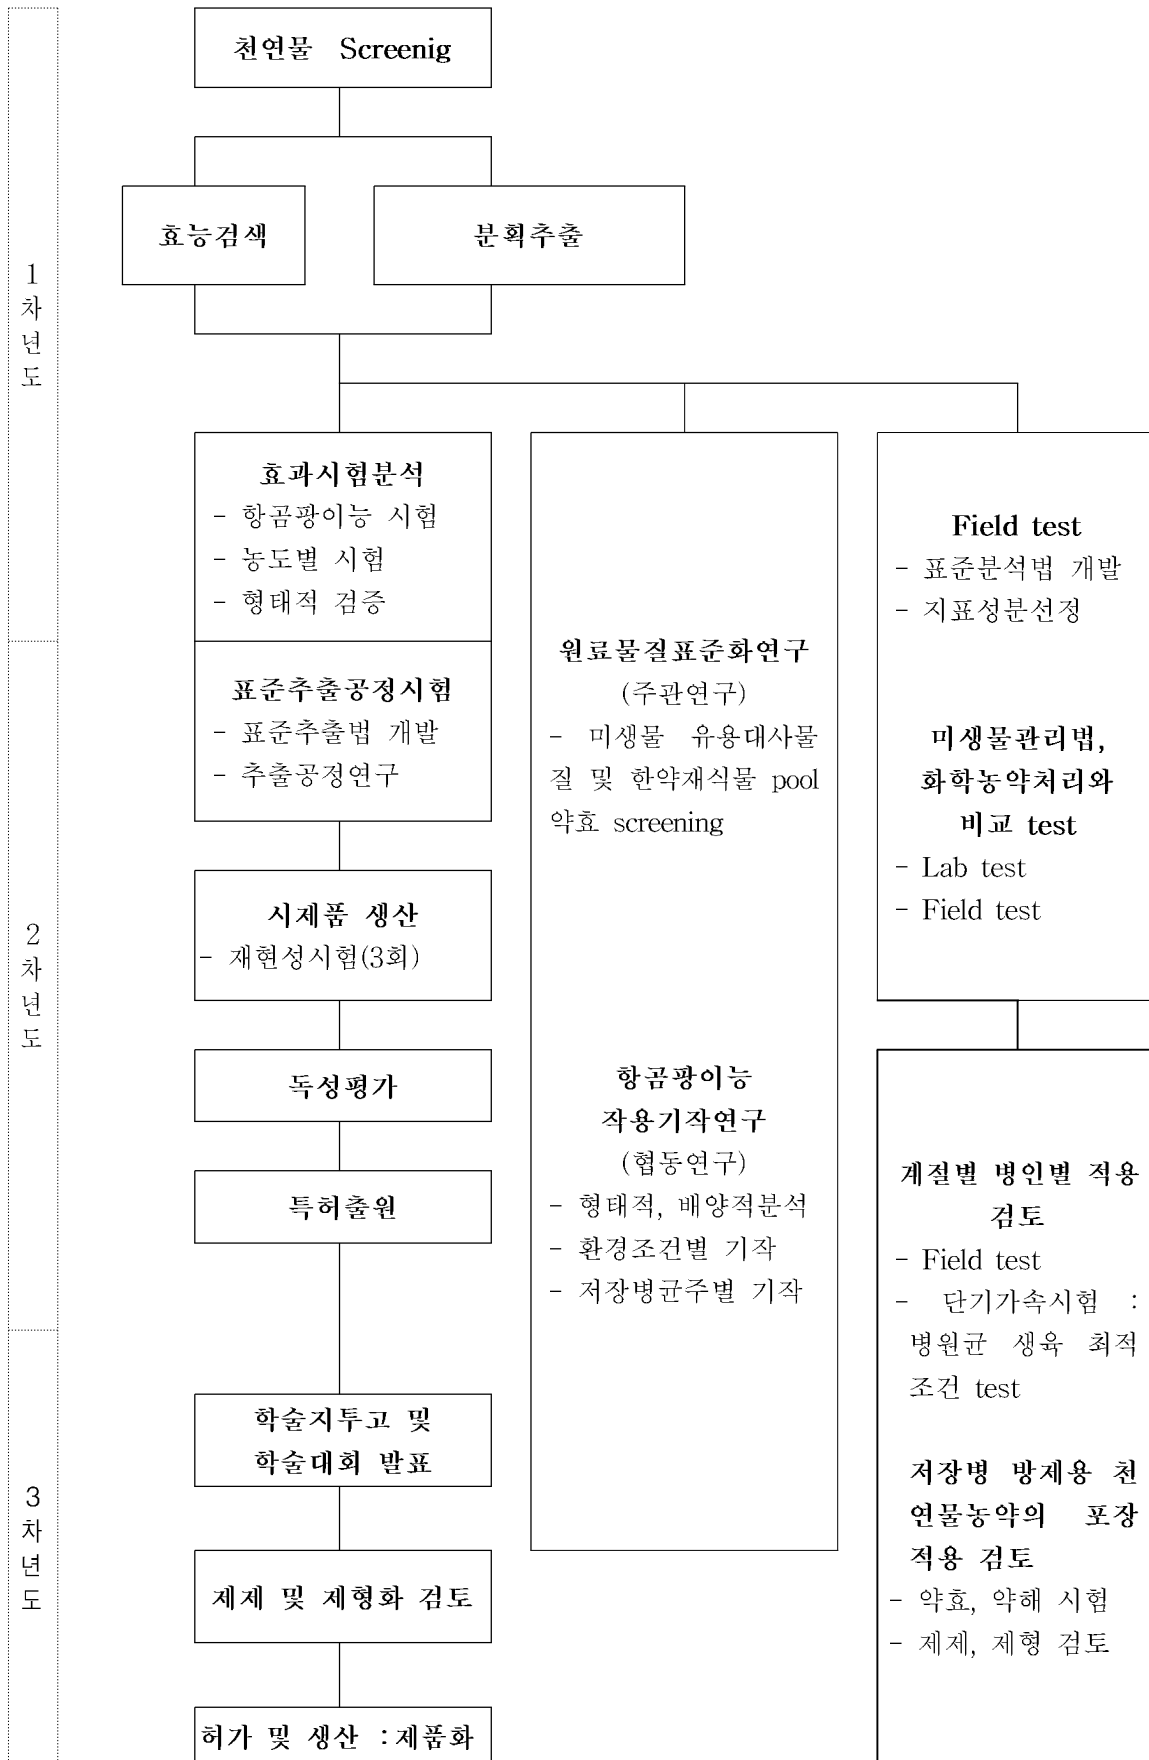 천연물 Screenig
효능검색
분획추출
1
차
년
도
효과시험분석
- 항곰팡이능 시험
- 농도별 시험
- 형태적 검증
표준추출공정시험
- 표준추출법 개발
- 추출공정연구
원료물질표준화연구
(주관연구)
- 미생물 유용대사물
질 및 한약재식물 pool
약효 screening
항곰팡이능
작용기작연구
(협동연구)
- 형태적, 배양적분석
- 환경조건별 기작
- 저장병균주별 기작
Field test
- 표준분석법 개발
- 지표성분선정
미생물관리법,
화학농약처리와
비교 test
- Lab test
- Field test
2
차
년
도
시제품 생산
- 재현성시험(3회)
독성평가
특허출원
계절별 병인별 적용
검토
- Field test
- 단기가속시험 :
병원균 생육 최적
조건 test
저장병 방제용 천
연물농약의 포장
적용 검토
- 약효, 약해 시험
- 제제, 제형 검토
3
차
년
도
학술지투고 및
학술대회 발표
제제 및 제형화 검토
허가 및 생산 : 제품화